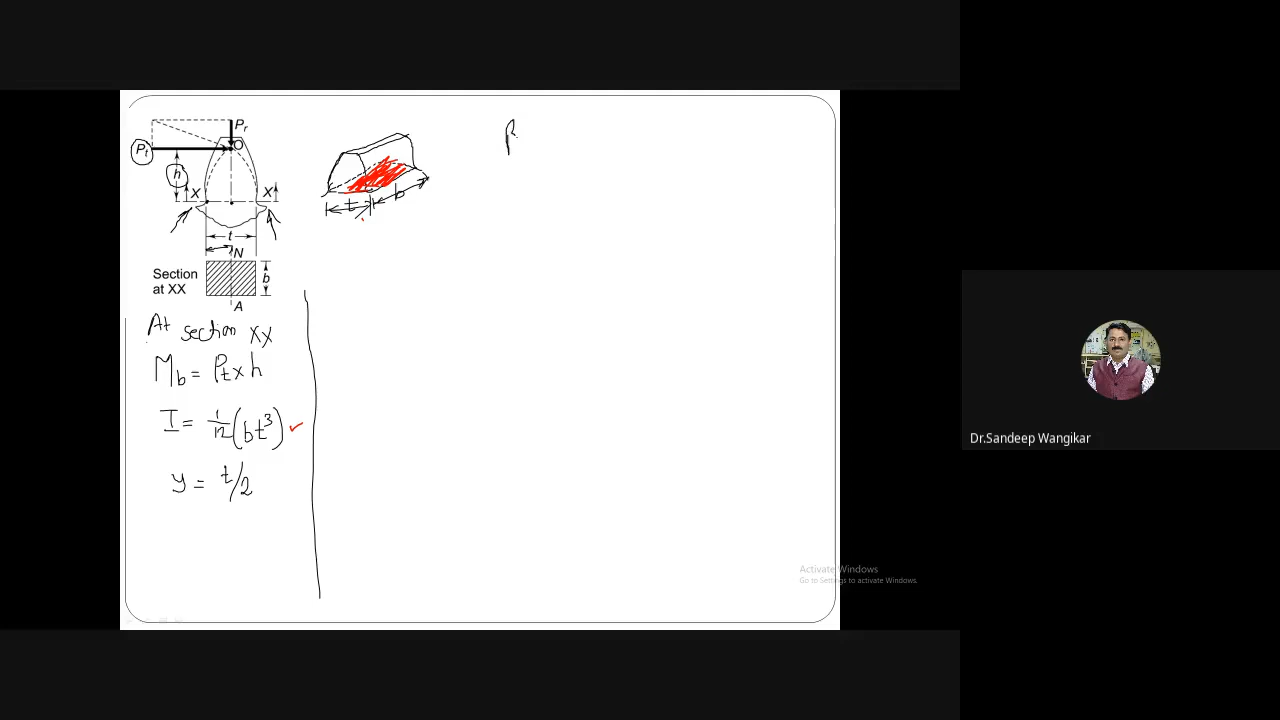 Pr
O
Pt
h
X X
t
N
Section
at XX
b
A
t b
At section XX
Mb = Pt x h
I = 1/12 (bt³) ✓
y = t/2
Activate Windows
Go to Settings to activate Windows.
Dr.Sandeep Wangikar